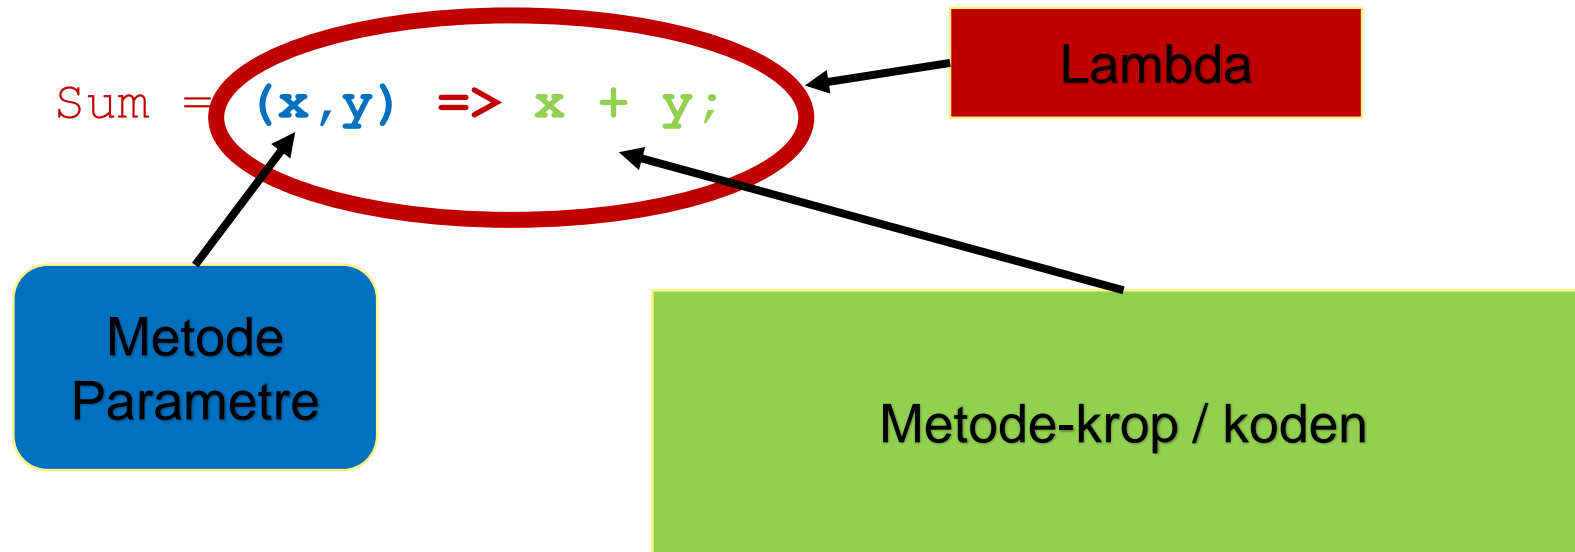 Lambda
Sum = (x,y) => x + y;
Metode
Parametre
Metode-krop / koden